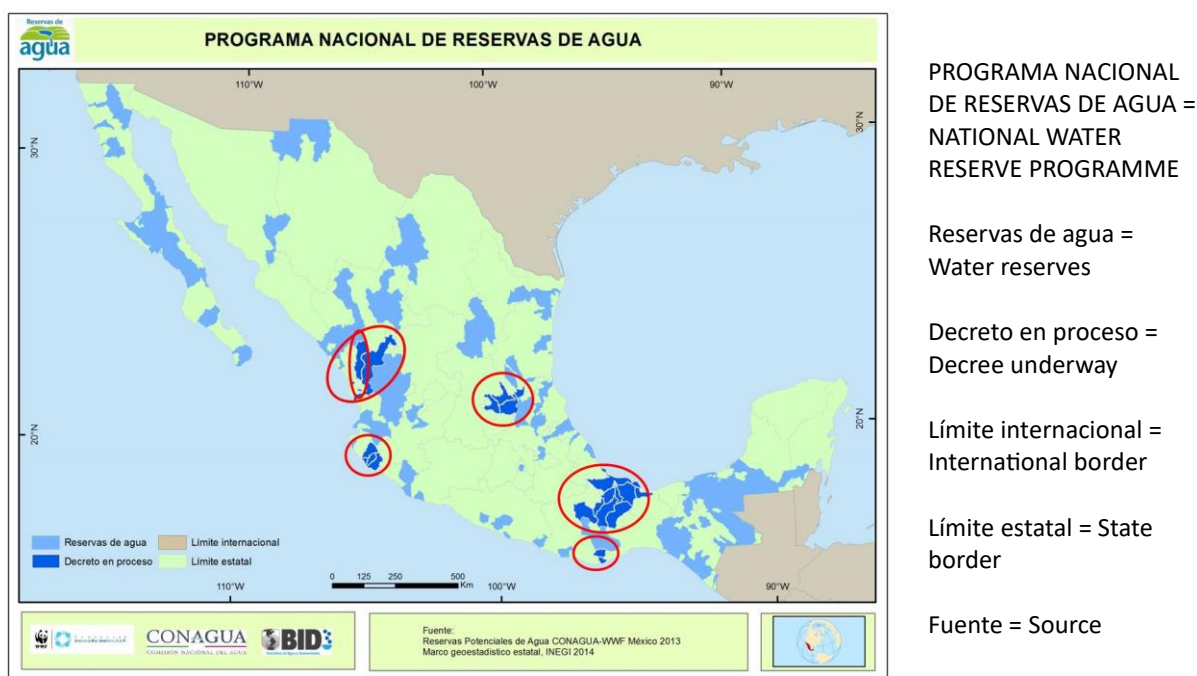 Reservas de
agua
PROGRAMA NACIONAL DE RESERVAS DE AGUA
110°W
100°W
90°W
30°N
30°N
20°N
20°N
Reservas de agua
Límite internacional
Decreto en proceso
Límite estatal
0 125 250 500
Km
110°W
100°W
90°W
WWF
CONAGUA
COMISIÓN NACIONAL DEL AGUA
BID
Fuente:
Reservas Potenciales de Agua CONAGUA-WWF México 2013
Marco geoestadístico estatal, INEGI 2014
PROGRAMA NACIONAL
DE RESERVAS DE AGUA =
NATIONAL WATER
RESERVE PROGRAMME
Reservas de agua =
Water reserves
Decreto en proceso =
Decree underway
Límite internacional =
International border
Límite estatal = State
border
Fuente = Source